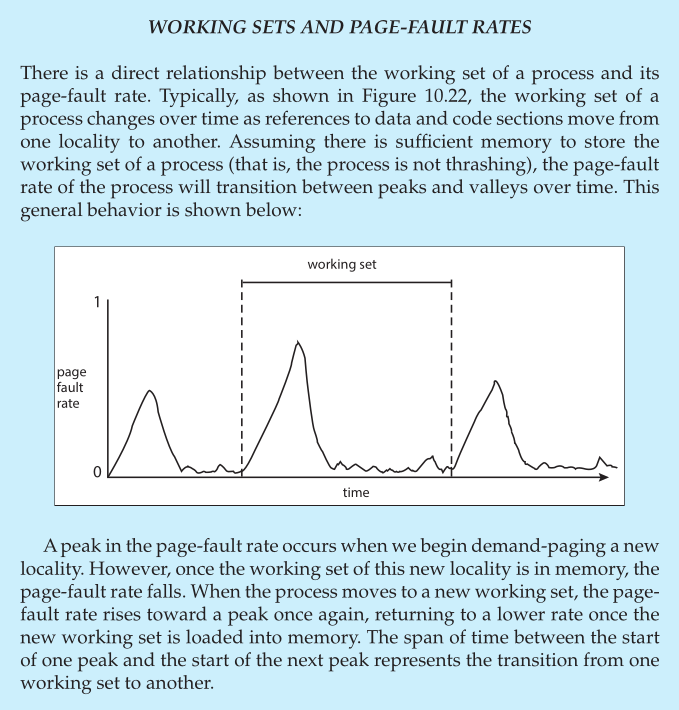 WORKING SETS AND PAGE-FAULT RATES
There is a direct relationship between the working set of a process and its
page-fault rate. Typically, as shown in Figure 10.22, the working set of a
process changes over time as references to data and code sections move from
one locality to another. Assuming there is sufficient memory to store the
working set of a process (that is, the process is not thrashing), the page-fault
rate of the process will transition between peaks and valleys over time. This
general behavior is shown below:
working set
1
page
fault
rate
0
time
A peak in the page-fault rate occurs when we begin demand-paging a new
locality. However, once the working set of this new locality is in memory, the
page-fault rate falls. When the process moves to a new working set, the page-
fault rate rises toward a peak once again, returning to a lower rate once the
new working set is loaded into memory. The span of time between the start
of one peak and the start of the next peak represents the transition from one
working set to another.